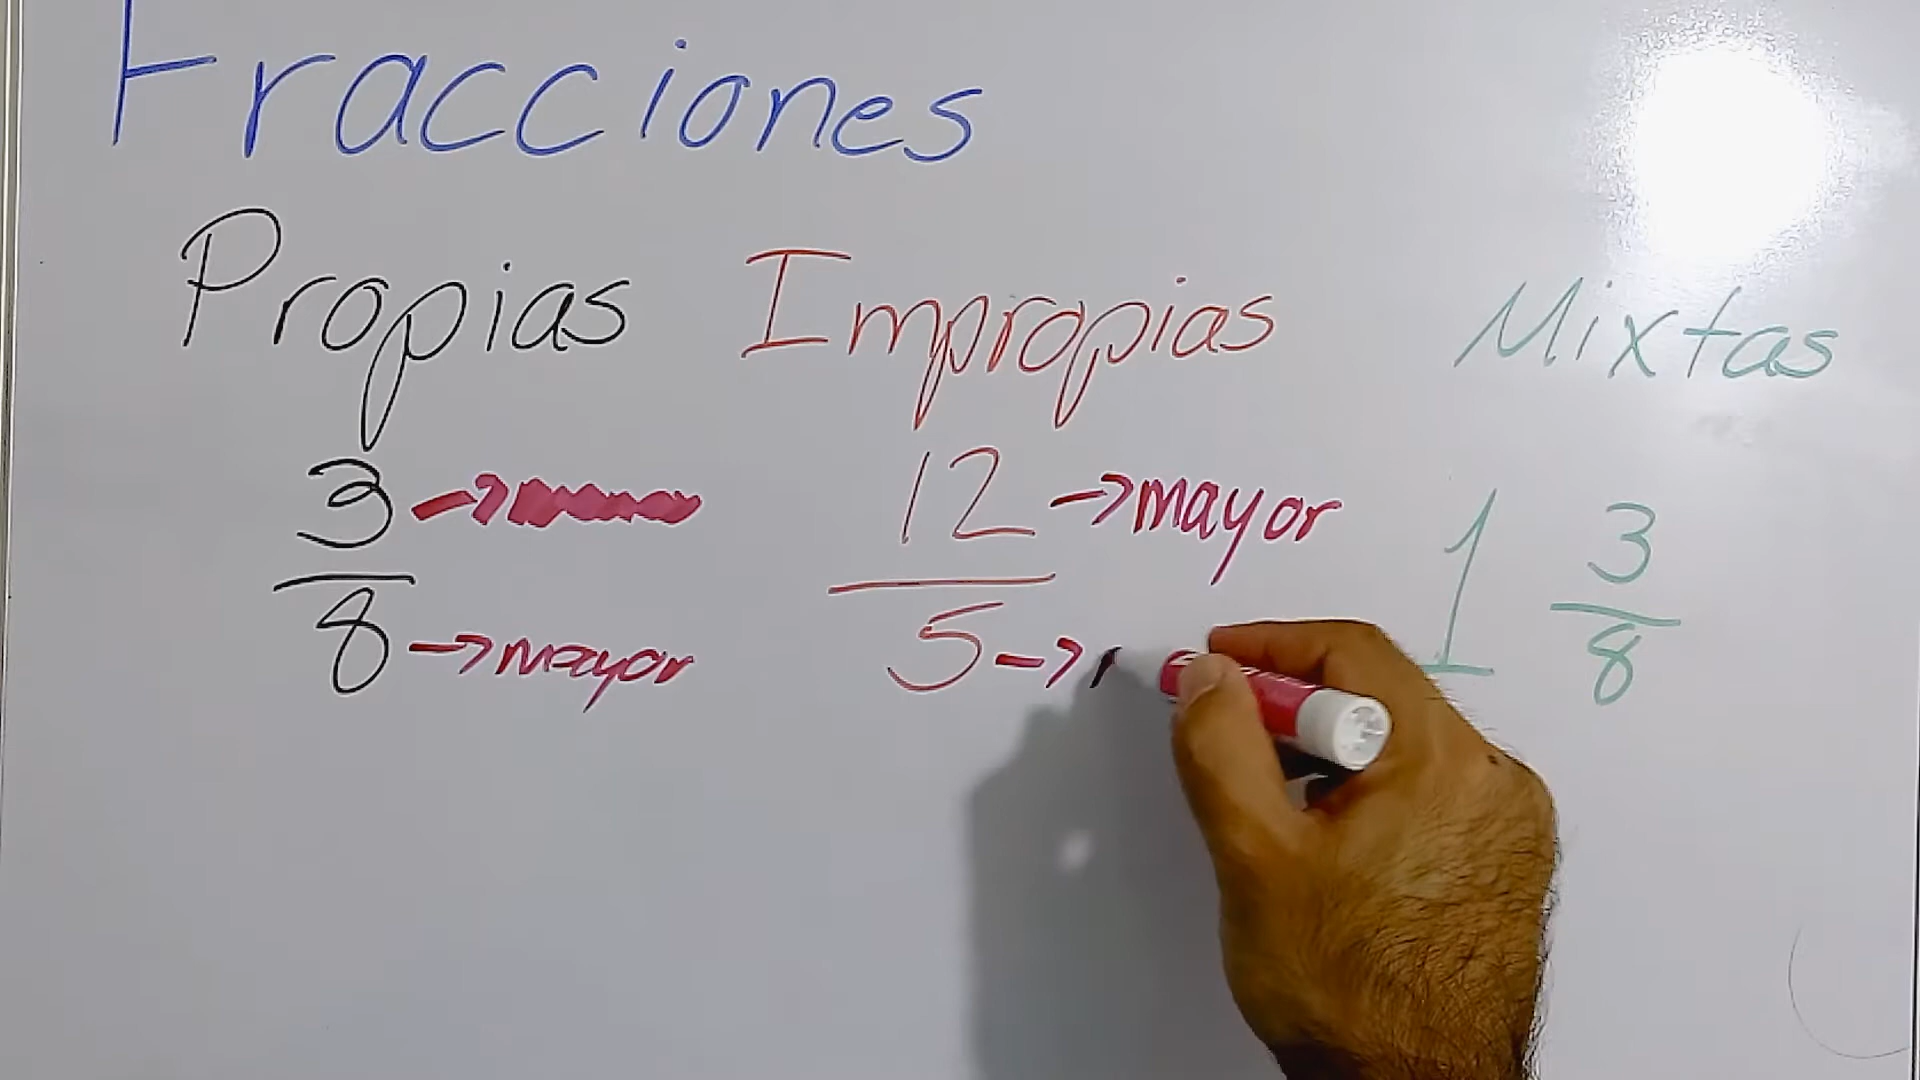 Fracciones
Propias Impropias Mixtas
3 → 12 → mayor 1 3
8 → mayor 5 → 8